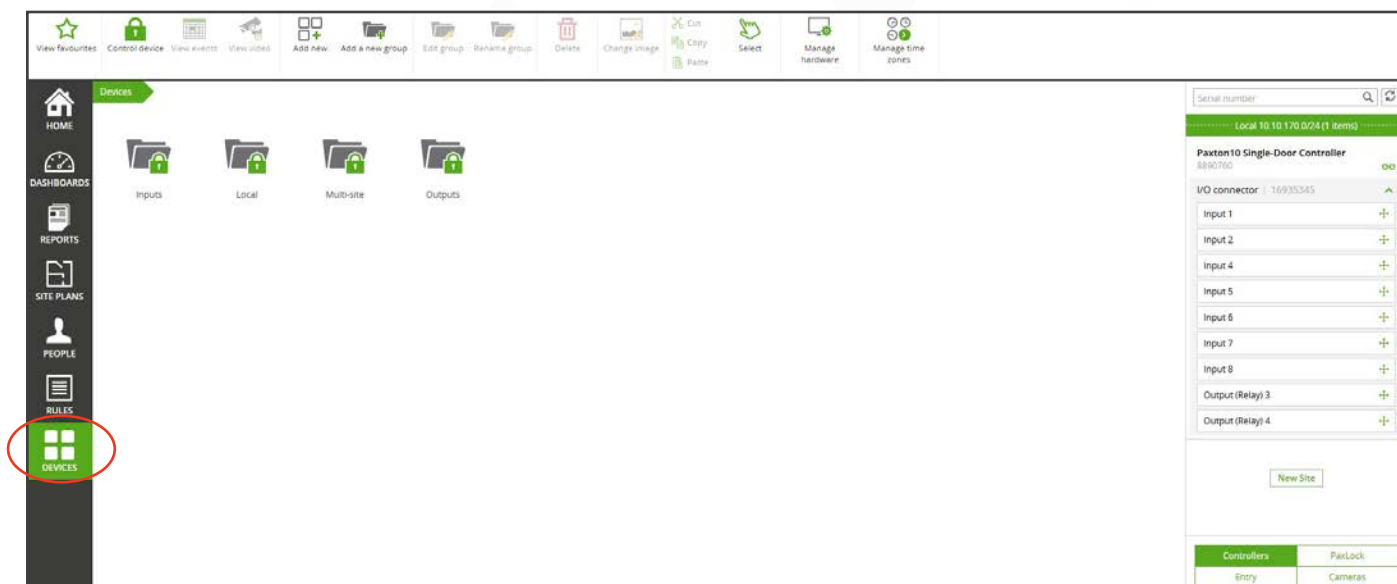 View favourites
Control device
View events
View video
Add new
Add a new group
Edit group
Rename group
Delete
Change image
Cut
Copy
Paste
Select
Manage
hardware
Manage time
zones
HOME
DASHBOARDS
REPORTS
SITE PLANS
PEOPLE
RULES
DEVICES
Devices
Inputs
Local
Multi-site
Outputs
Serial number
Local 10.10.170.0/24 (1 items)
Paxton10 Single-Door Controller
8890760
I/O connector | 16935345
Input 1
Input 2
Input 4
Input 5
Input 6
Input 7
Input 8
Output (Relay) 3
Output (Relay) 4
New Site
Controllers
PaxLock
Entry
Cameras